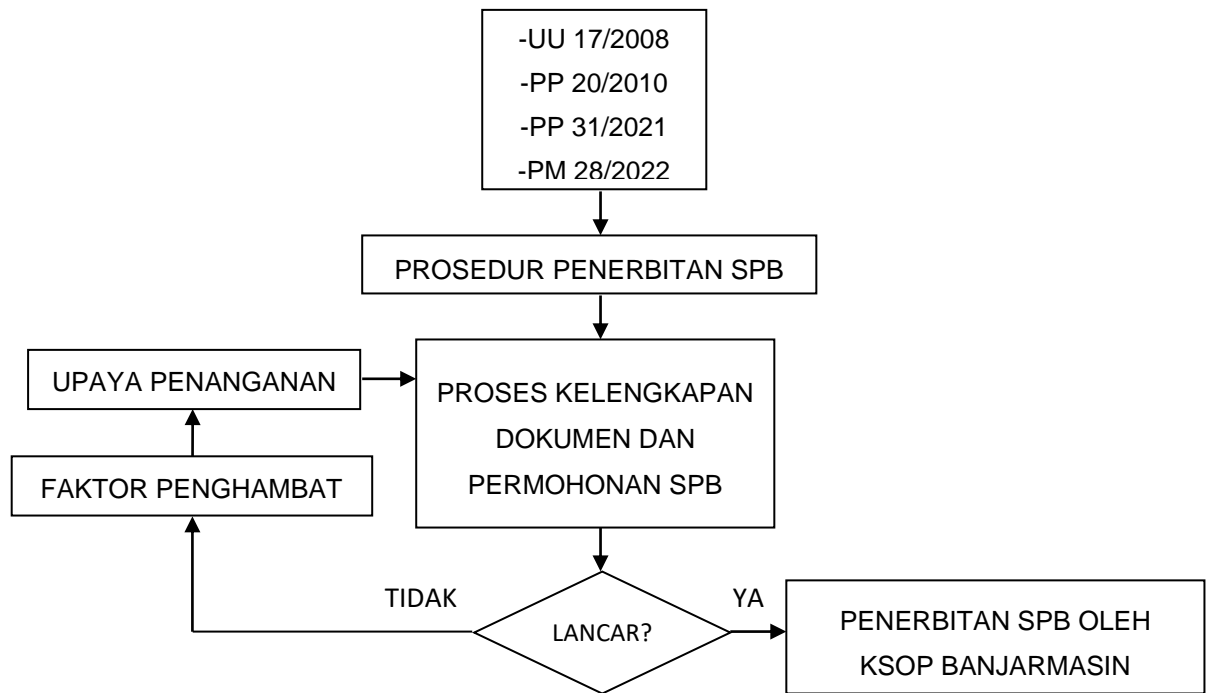 -UU 17/2008
-PP 20/2010
-PP 31/2021
-PM 28/2022
PROSEDUR PENERBITAN SPB
UPAYA PENANGANAN
PROSES KELENGKAPAN
DOKUMEN DAN
PERMOHONAN SPB
FAKTOR PENGHAMBAT
TIDAK
LANCAR?
YA
PENERBITAN SPB OLEH
KSOP BANJARMASIN